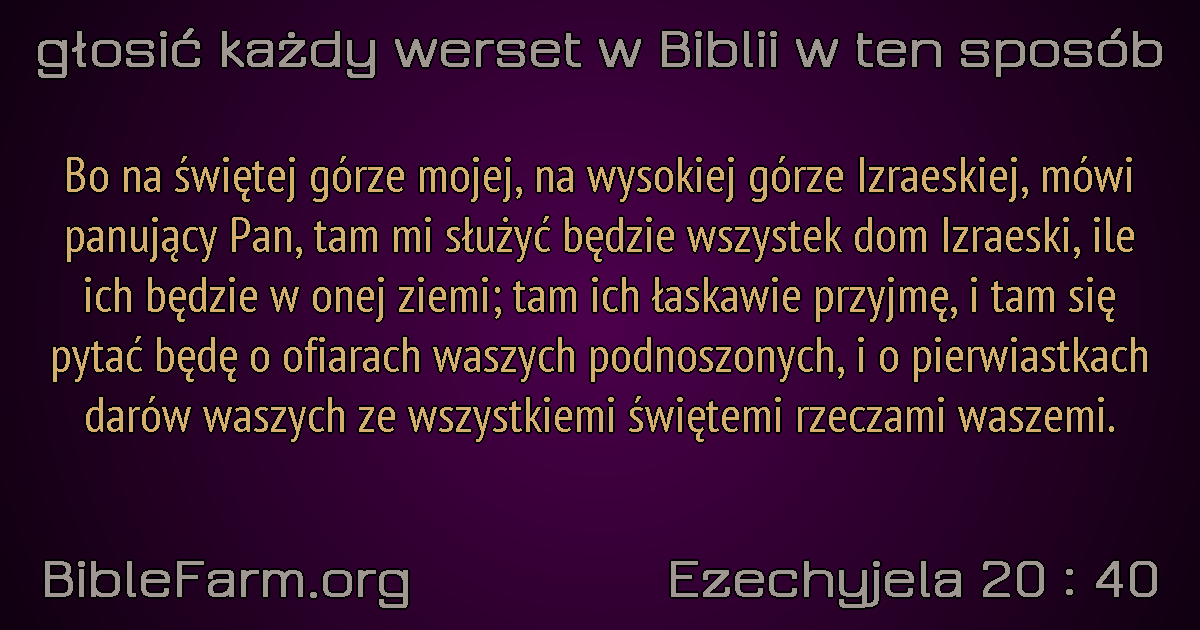 głosić każdy werset w Biblii w ten sposób
Bo na świętej górze mojej, na wysokiej górze Izraeskiej, mówi
panujący Pan, tam mi służyć będzie wszystek dom Izraeski, ile
ich będzie w onej ziemi; tam ich łaskawie przyjmę, i tam się
pytać będę o ofiarach waszych podnoszonych, i o pierwiastkach
darów waszych ze wszystkiemi świętemi rzeczami waszemi.
BibleFarm.org
Ezechyjela 20 : 40